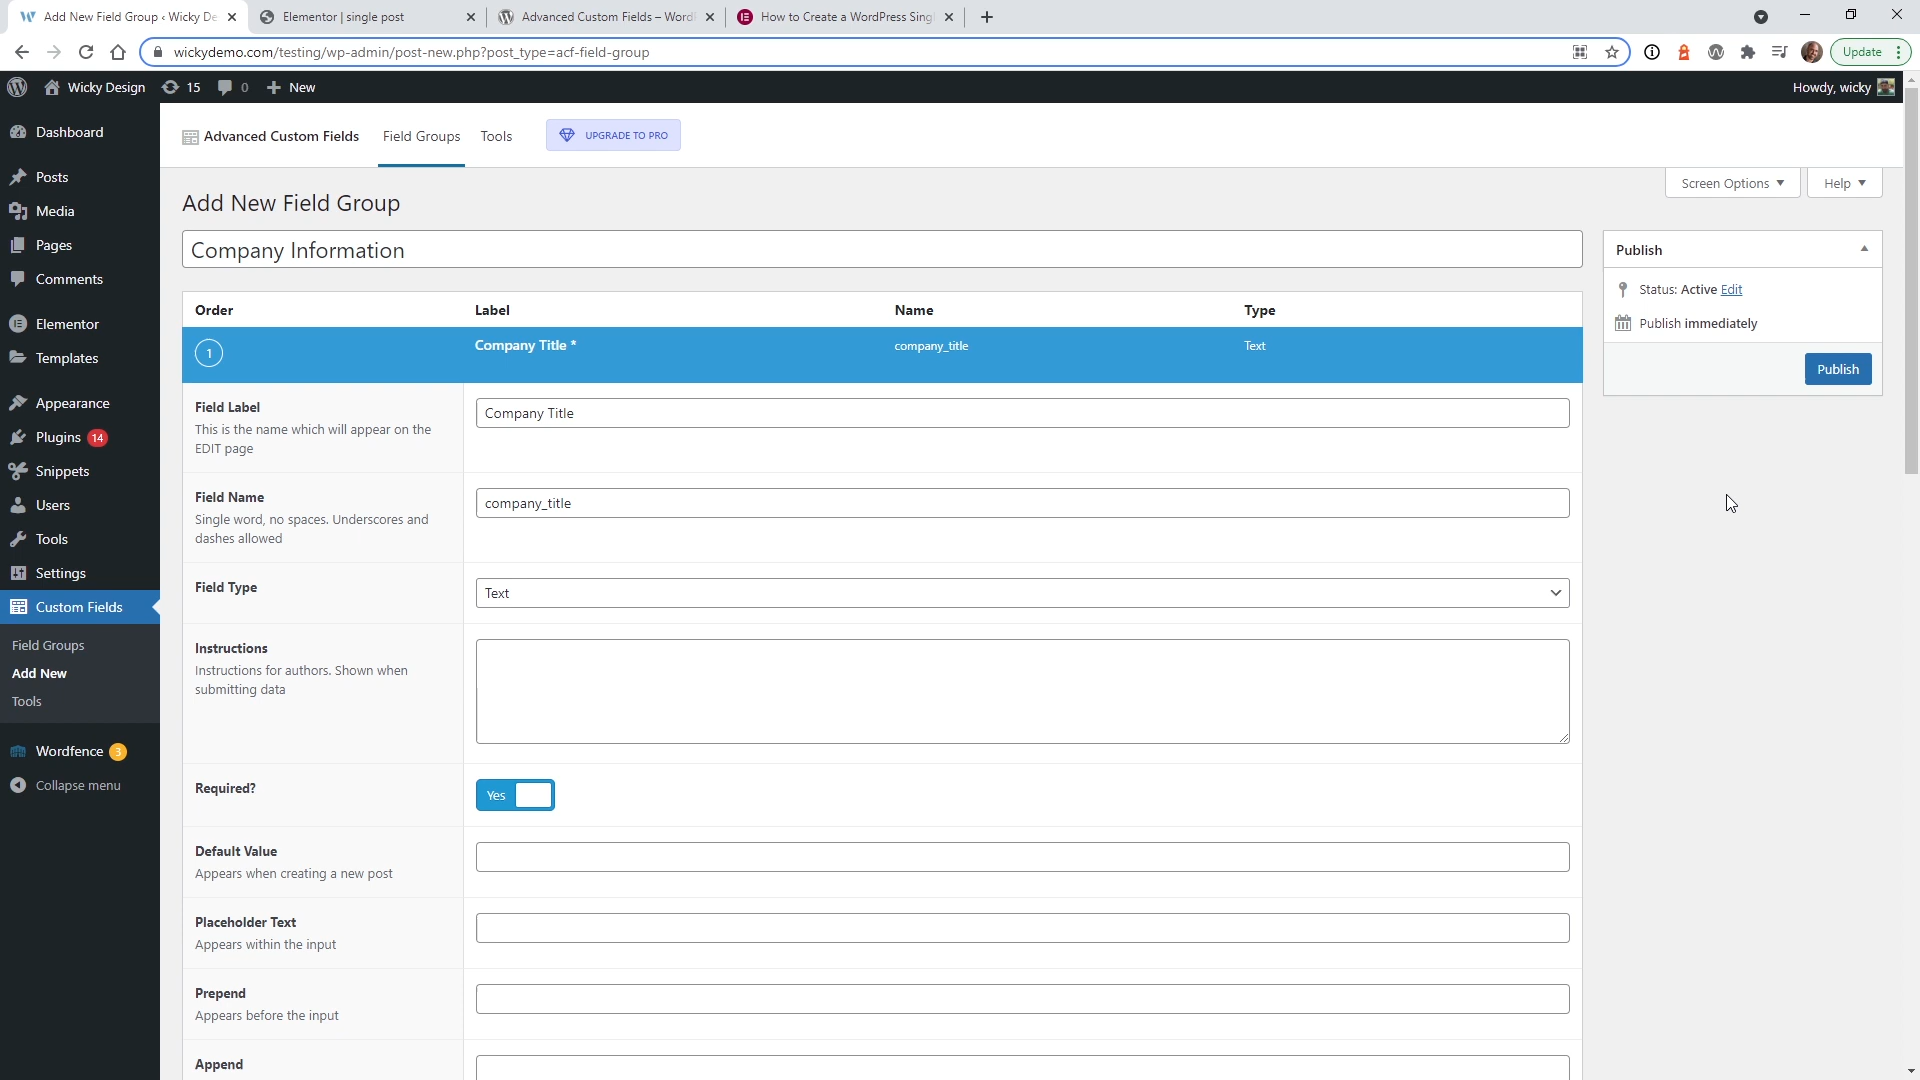 Add New Field Group ‹ Wicky De
Elementor | single post
Advanced Custom Fields – Word
How to Create a WordPress Sing
wickydemo.com/testing/wp-admin/post-new.php?post_type=acf-field-group
Update
Wicky Design
15
0
New
Howdy, wicky
Dashboard
Posts
Media
Pages
Comments
Elementor
Templates
Appearance
Plugins 14
Snippets
Users
Tools
Settings
Custom Fields
Field Groups
Add New
Tools
Wordfence 3
Collapse menu
Advanced Custom Fields
Field Groups
Tools
UPGRADE TO PRO
Screen Options
Help
Add New Field Group
Company Information
Order Label Name Type
1 Company Title * company_title Text
Field Label
This is the name which will appear on the
EDIT page
Company Title
Field Name
Single word, no spaces. Underscores and
dashes allowed
company_title
Field Type
Text
Instructions
Instructions for authors. Shown when
submitting data
Required?
Yes
Default Value
Appears when creating a new post
Placeholder Text
Appears within the input
Prepend
Appears before the input
Append
Publish
Status: Active Edit
Publish immediately
Publish